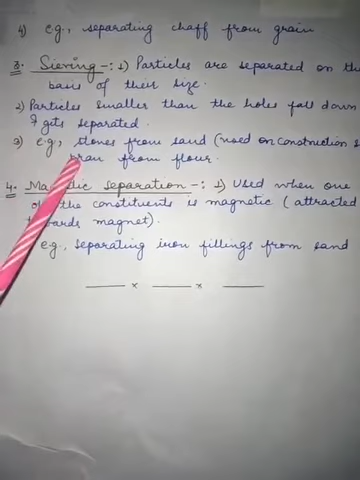 4) e.g., separating chaff from grain
3. Sieving -: 1) Particles are separated on the
basis of their size.
2) Particles smaller than the holes fall down
& gets separated.
3) e.g., stones from sand (used on construction s
bran from flour.
4. Ma tic Separation -: 1) Used when one
of the constituents is magnetic (attracted
towards magnet).
e.g., separating iron fillings from sand
x x